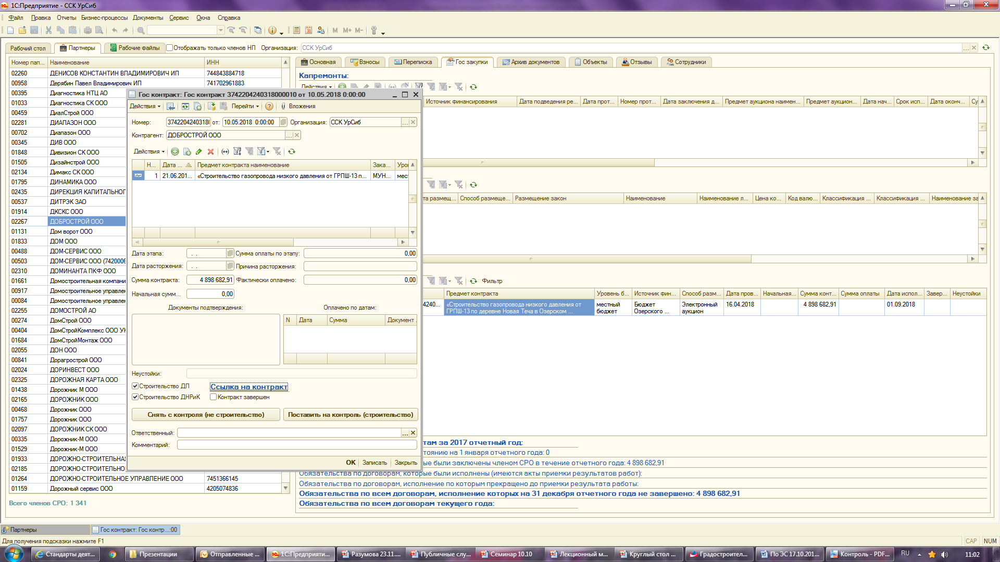 1С:Предприятие - ССК УрСиб
Файл Правка Отчеты Бизнес-процессы Документы Сервис Окна Справка
M M+ M-
Рабочий стол Партнеры Рабочие файлы Отображать только членов НП Организация: ССК УрСиб
Номер пап... Наименование ИНН
02260 ДЕНИСОВ КОНСТАНТИН ВЛАДИМИРОВИЧ ИП 744843884718
00958 Дерябин Павел Владимирович ИП 741702961883
00395 Диагностика НТЦ АО
01033 Диагностика СК ООО
00459 ДиалСтрой ООО
02281 ДИАПАЗОН ООО
00702 Диапазон ООО
00345 ДИВ ООО
01848 Дивизион СК ООО
01505 Дизайнстрой ООО
02134 Димакс СК ООО
01795 ДИНАМИКА ООО
02435 ДИРЕКЦИЯ КАПИТАЛЬНОГ
00537 ДИТРЭК ЗАО
01914 ДКСКС ООО
02267 ДОБРОСТРОЙ ООО
01131 Дом ворот ООО
01833 ДОМ ООО
00488 ДОМ-СЕРВИС ООО
00503 ДОМ-СЕРВИС ООО (7420006
02310 ДОМИНАНТА ПКФ ООО
01661 Домостроительная компани
00917 Домостроительное управлен
00084 Домостроительное управлен
02255 ДОМОСТРОЙ АО
00274 ДомСтрой ООО
00404 ДомСтройКомплекс ООО УК
01684 ДомСтройМонтаж ООО
02055 ДОН ООО
00841 Дорагрострой ООО
02024 ДОРИНВЕСТ ООО
02325 ДОРОЖНАЯ КАРТА ООО
01438 Дорожник М ООО
02165 ДОРОЖНИК ООО
00468 Дорожник ООО
01757 Дорожник ООО
02097 ДОРОЖНИК СК ООО
00335 Дорожник-М ООО
01529 Дорожник-М ООО
01933 ДОРОЖНО-СТРОИТЕЛЬНАЯ
02185 ДОРОЖНО-СТРОИТЕЛЬНО
01264 ДОРОЖНО-СТРОИТЕЛЬНОЕ УПРАВЛЕНИЕ ООО 7451366145
01159 Дорожный сервис ООО 4205074836
Всего членов СРО: 1 341
Гос контракт: Гос контракт 3742204240318000010 от 10.05.2018 0:00:00
Действия Перейти Вложения
Номер: 3742204240318 от: 10.05.2018 0:00:00 Организация: ССК УрСиб
Контрагент: ДОБРОСТРОЙ ООО
Действия
Н... Дата ... Предмет контракта наименование Зака... Уро
1 21.06.201... «Строительство газопровода низкого давления от ГРПШ-13 п... МУН... мес
Дата этапа: . . Сумма оплаты по этапу: 0,00
Дата расторжения: . . Причина расторжения:
Сумма контракта: 4 898 682,91 Фактически оплачено: 0,00
Начальная сумм... 0,00
Документы подтверждения: Оплачено по датам:
N Дата Сумма Документ .
Неустойки:
Строительство ДП Ссылка на контракт
Строительство ДНРиК Контракт завершен
Снять с контроля (не строительство) Поставить на контроль (строительство)
Ответственный:
Комментарий:
OK Записать Закрыть
Основная Взносы Переписка Гос закупки Архив документов Объекты Отзывы Сотрудники
Капремонты:
Действия
Источник финансирования Дата подведения ре... Дата прот... Номер прот... Дата заключения д... Предмет аукциона наимен... Предмет аукцион... Дата нач... Срок исп... Дата оконч... Су
та размещ... Способ размеще... Размещение закон Наименование Наименование л... Цена ко... Код валю... Классификация ... Классификация ... Наименование за
Фильтр
Предмет контракта Уровень б... Источник фин... Способ разм... Дата пров... Начальная... Сумма конт... Сумма оплаты Дата испол... Завер... Неустойки
4240... «Строительство газопровода низкого давления от ГРПШ-13 по деревне Новая Теча в Озерском ... местный бюджет Бюджет Озерского ... Электронный аукцион 16.04.2018 4 898 682,91 01.09.2018
там за 2017 отчетный год:
тоянию на 1 января отчетного года: 0
ые были заключены членом СРО в течение отчетного года: 4 898 682,91
Обязательства по договорам, которые были исполнены (имеются акты приемки результатов работ):
Обязательства по договорам, исполнение по которым прекращено до приемки результата работы:
Обязательства по всем договорам, исполнение которых на 31 декабря отчетного года не завершено: 4 898 682,91
Обязательства по всем договорам текущего года:
Партнеры Гос контракт: Гос контр...:00
Для получения подсказки нажмите F1 CAP NUM
Стандарты деят... Презентации Отправленные ... 1С:Предприяти... Разумова 23.11.... Публичные слу... Семинар 10.10 Лекционный м... Круглый стол ... Градостроител... По ЭС 17.10.201... Контроль - PDF... RU 11:02